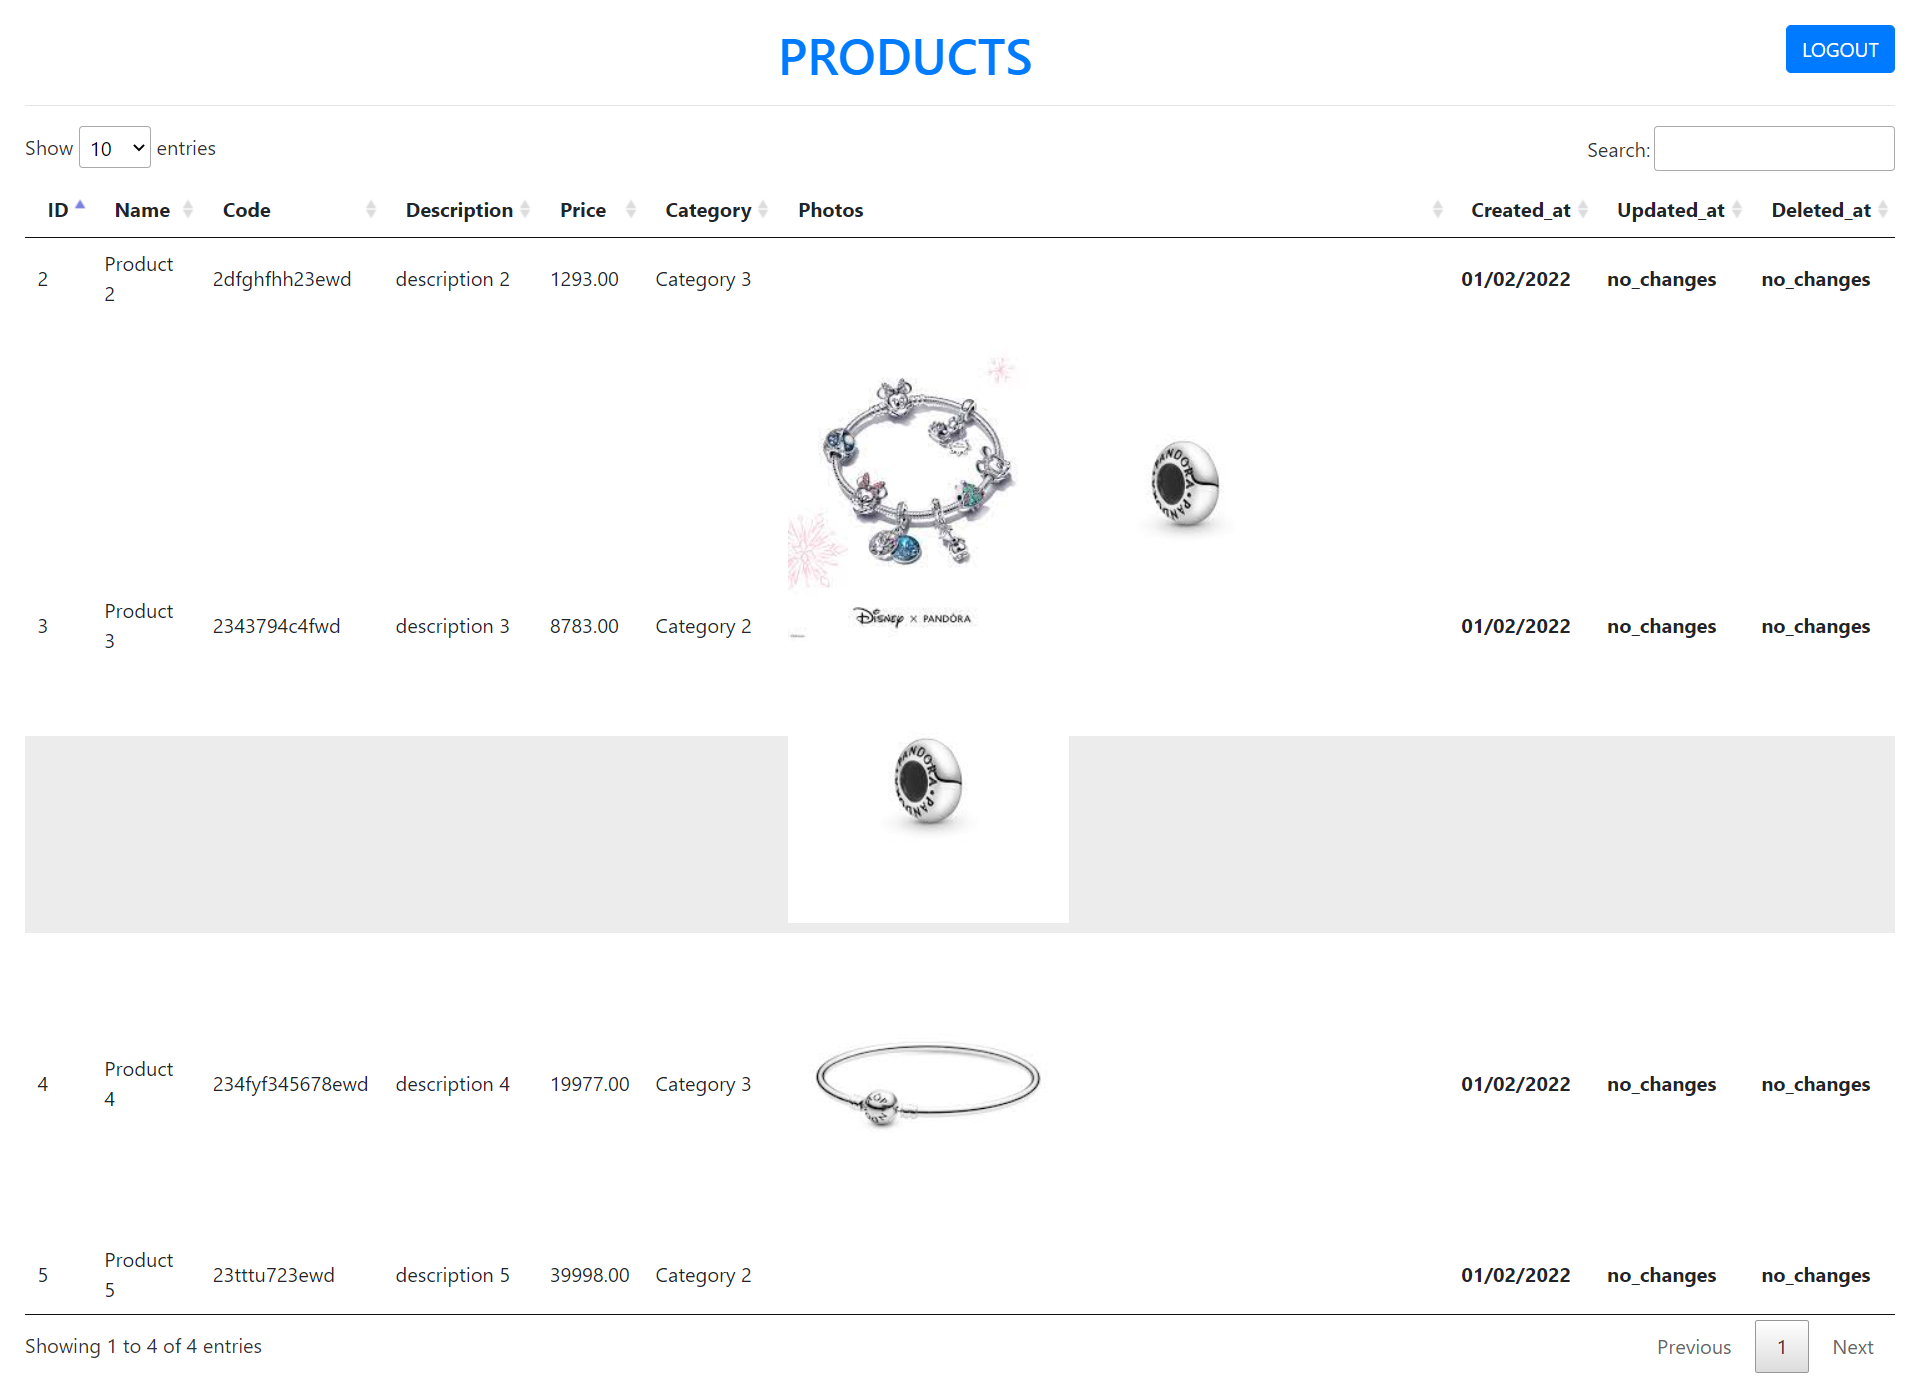 PRODUCTS
LOGOUT
Show 10 entries
Search:
ID Name Code Description Price Category Photos Created_at Updated_at Deleted_at
2 Product 2 2dfghfhh23ewd description 2 1293.00 Category 3 01/02/2022 no_changes no_changes
PANDORA
3 Product 3 2343794c4fwd description 3 8783.00 Category 2 01/02/2022 no_changes no_changes
Disney × PANDÓRA
PANDORA
4 Product 4 234fyf345678ewd description 4 19977.00 Category 3 01/02/2022 no_changes no_changes
5 Product 5 23tttu723ewd description 5 39998.00 Category 2 01/02/2022 no_changes no_changes
Showing 1 to 4 of 4 entries
Previous 1 Next